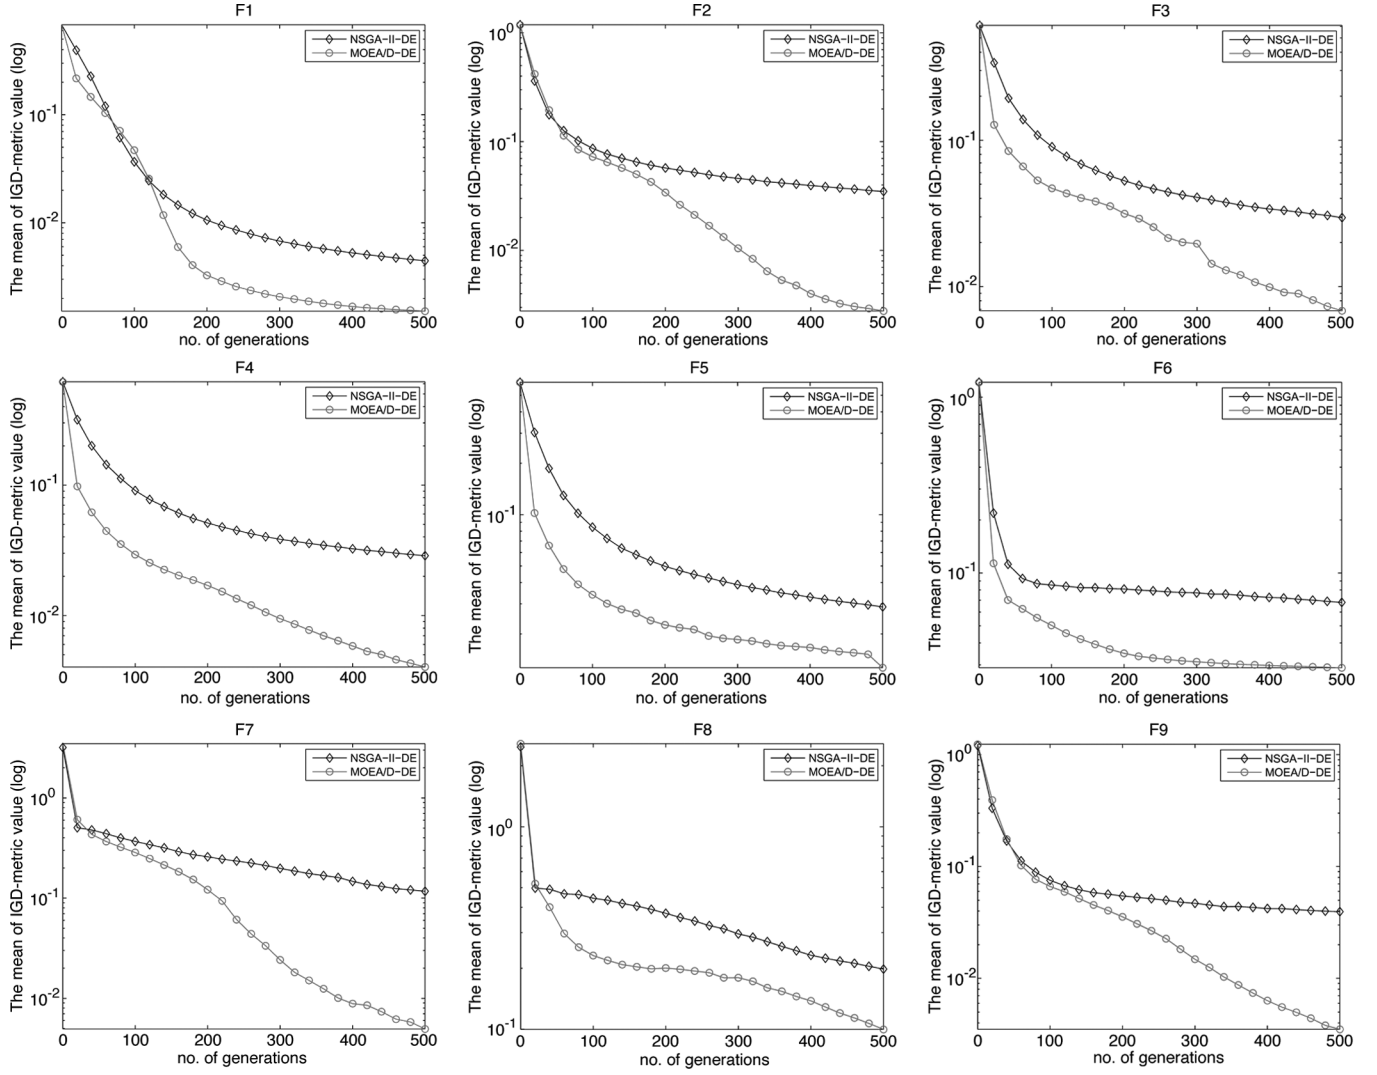 F1
NSGA−II−DE
MOEA/D−DE
The mean of IGD−metric value (log)
10^-1
10^-2
0 100 200 300 400 500
no. of generations
F2
NSGA−II−DE
MOEA/D−DE
The mean of IGD−metric value (log)
10^0
10^-1
10^-2
0 100 200 300 400 500
no. of generations
F3
NSGA−II−DE
MOEA/D−DE
The mean of IGD−metric value (log)
10^-1
10^-2
0 100 200 300 400 500
no. of generations
F4
NSGA−II−DE
MOEA/D−DE
The mean of IGD−metric value (log)
10^-1
10^-2
0 100 200 300 400 500
no. of generations
F5
NSGA−II−DE
MOEA/D−DE
The mean of IGD−metric value (log)
10^-1
0 100 200 300 400 500
no. of generations
F6
NSGA−II−DE
MOEA/D−DE
The mean of IGD−metric value (log)
10^0
10^-1
0 100 200 300 400 500
no. of generations
F7
NSGA−II−DE
MOEA/D−DE
The mean of IGD−metric value (log)
10^0
10^-1
10^-2
0 100 200 300 400 500
no. of generations
F8
NSGA−II−DE
MOEA/D−DE
The mean of IGD−metric value (log)
10^0
10^-1
0 100 200 300 400 500
no. of generations
F9
NSGA−II−DE
MOEA/D−DE
The mean of IGD−metric value (log)
10^0
10^-1
10^-2
0 100 200 300 400 500
no. of generations